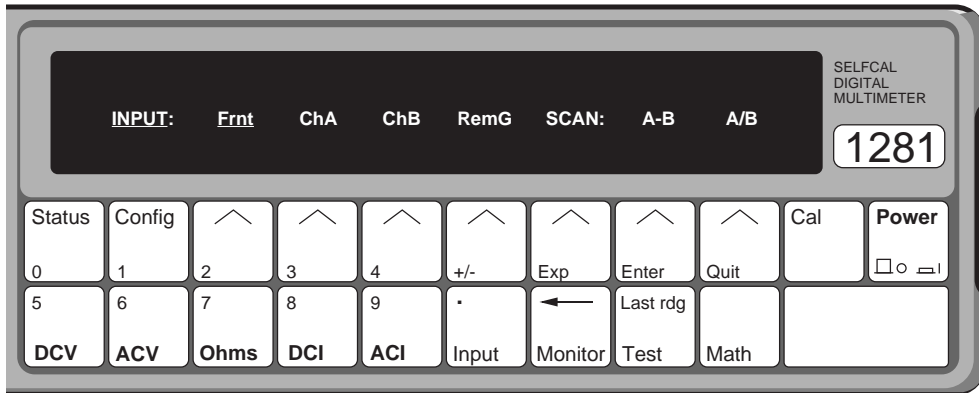 INPUT: Frnt ChA ChB RemG SCAN: A-B A/B
SELFCAL
DIGITAL
MULTIMETER
1281
Status Config Cal Power
0 1 2 3 4 +/- Exp Enter Quit
5 6 7 8 9 . Last rdg
DCV ACV Ohms DCI ACI Input Monitor Test Math